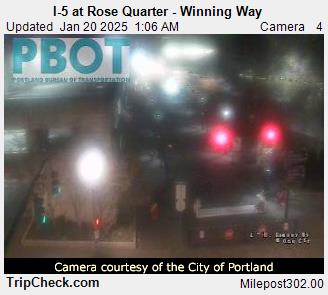 I-5 at Rose Quarter - Winning Way
Updated Jan 20 2025 1:06 AM Camera 4
PBOT
PORTLAND BUREAU OF TRANSPORTATION
Camera courtesy of the City of Portland
TripCheck.com Milepost302.00